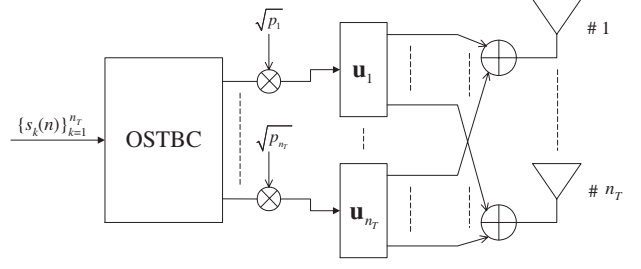 {s_k(n)}_{k=1}^{n_T}
OSTBC
√p_1
√p_{n_T}
u_1
u_{n_T}
# 1
# n_T